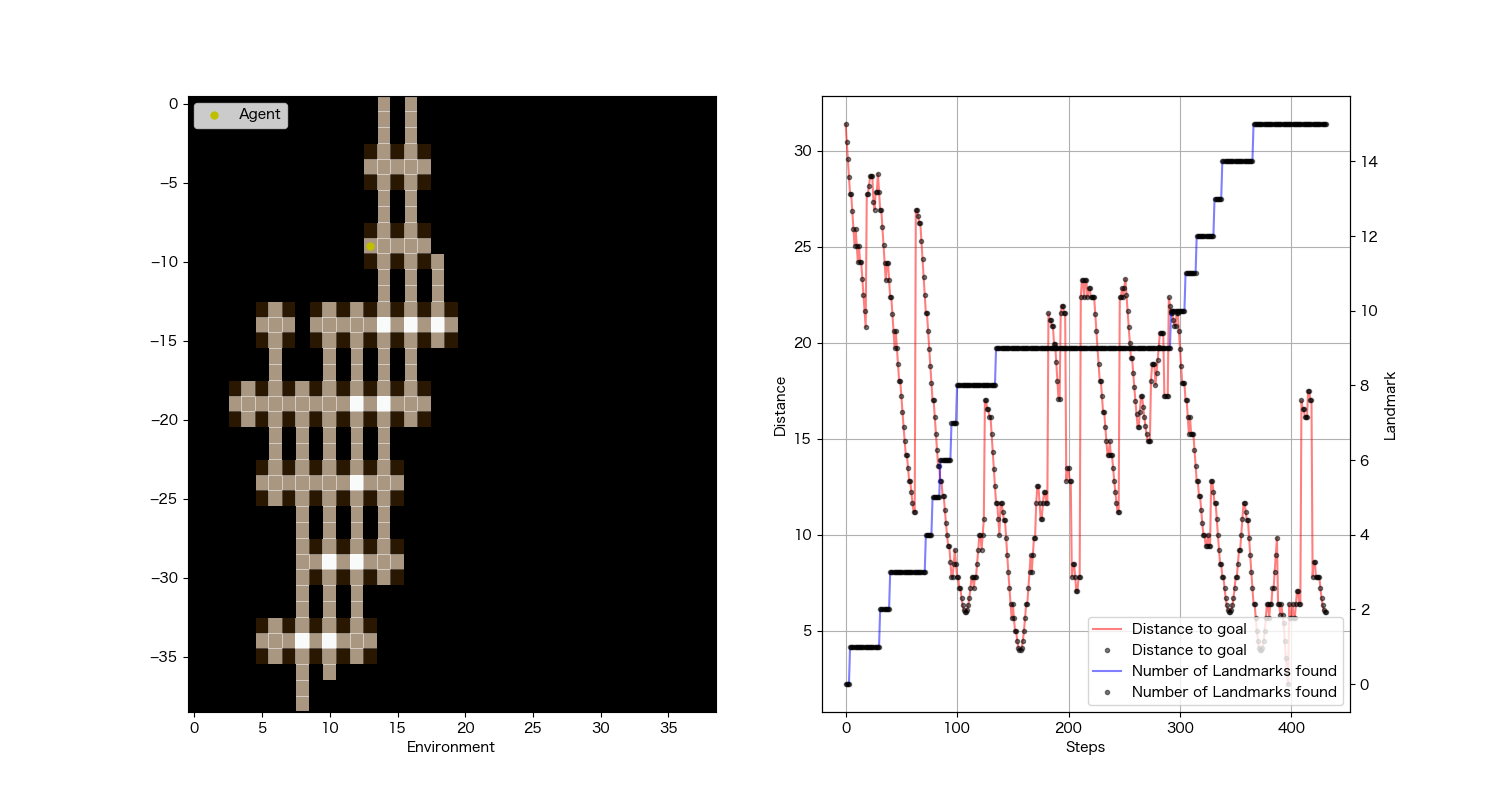 Agent
0
−5
−10
−15
−20
−25
−30
−35
0 5 10 15 20 25 30 35
Environment
30
25
20
15
10
5
Distance
14
12
10
8
6
4
2
0
Landmark
Distance to goal
Distance to goal
Number of Landmarks found
Number of Landmarks found
0 100 200 300 400
Steps